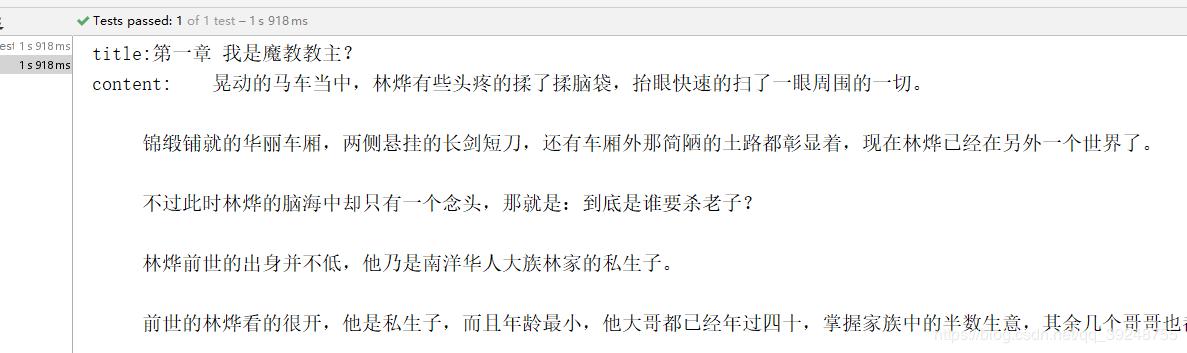 Tests passed: 1 of 1 test – 1 s 918 ms
est 1 s 918 ms
1 s 918 ms
title:第一章 我是魔教教主?
content:    晃动的马车当中，林烨有些头疼的揉了揉脑袋，抬眼快速的扫了一眼周围的一切。
锦缎铺就的华丽车厢，两侧悬挂的长剑短刀，还有车厢外那简陋的土路都彰显着，现在林烨已经在另外一个世界了。
不过此时林烨的脑海中却只有一个念头，那就是：到底是谁要杀老子？
林烨前世的出身并不低，他乃是南洋华人大族林家的私生子。
前世的林烨看的很开，他是私生子，而且年龄最小，他大哥都已经年过四十，掌握家族中的半数生意，其余几个哥哥也